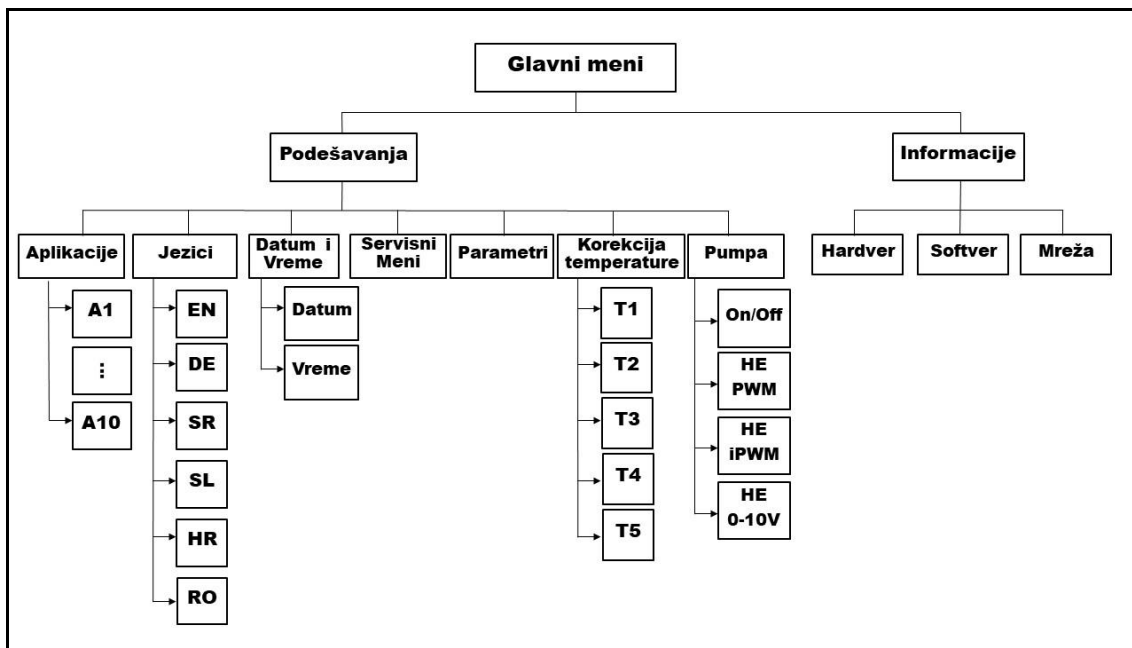 Glavni meni
Podešavanja
Informacije
Aplikacije
Jezici
Datum i
Vreme
Servisni
Meni
Parametri
Korekcija
temperature
Pumpa
Hardver
Softver
Mreža
A1
⋮
A10
EN
DE
SR
SL
HR
RO
Datum
Vreme
T1
T2
T3
T4
T5
On/Off
HE
PWM
HE
iPWM
HE
0-10V